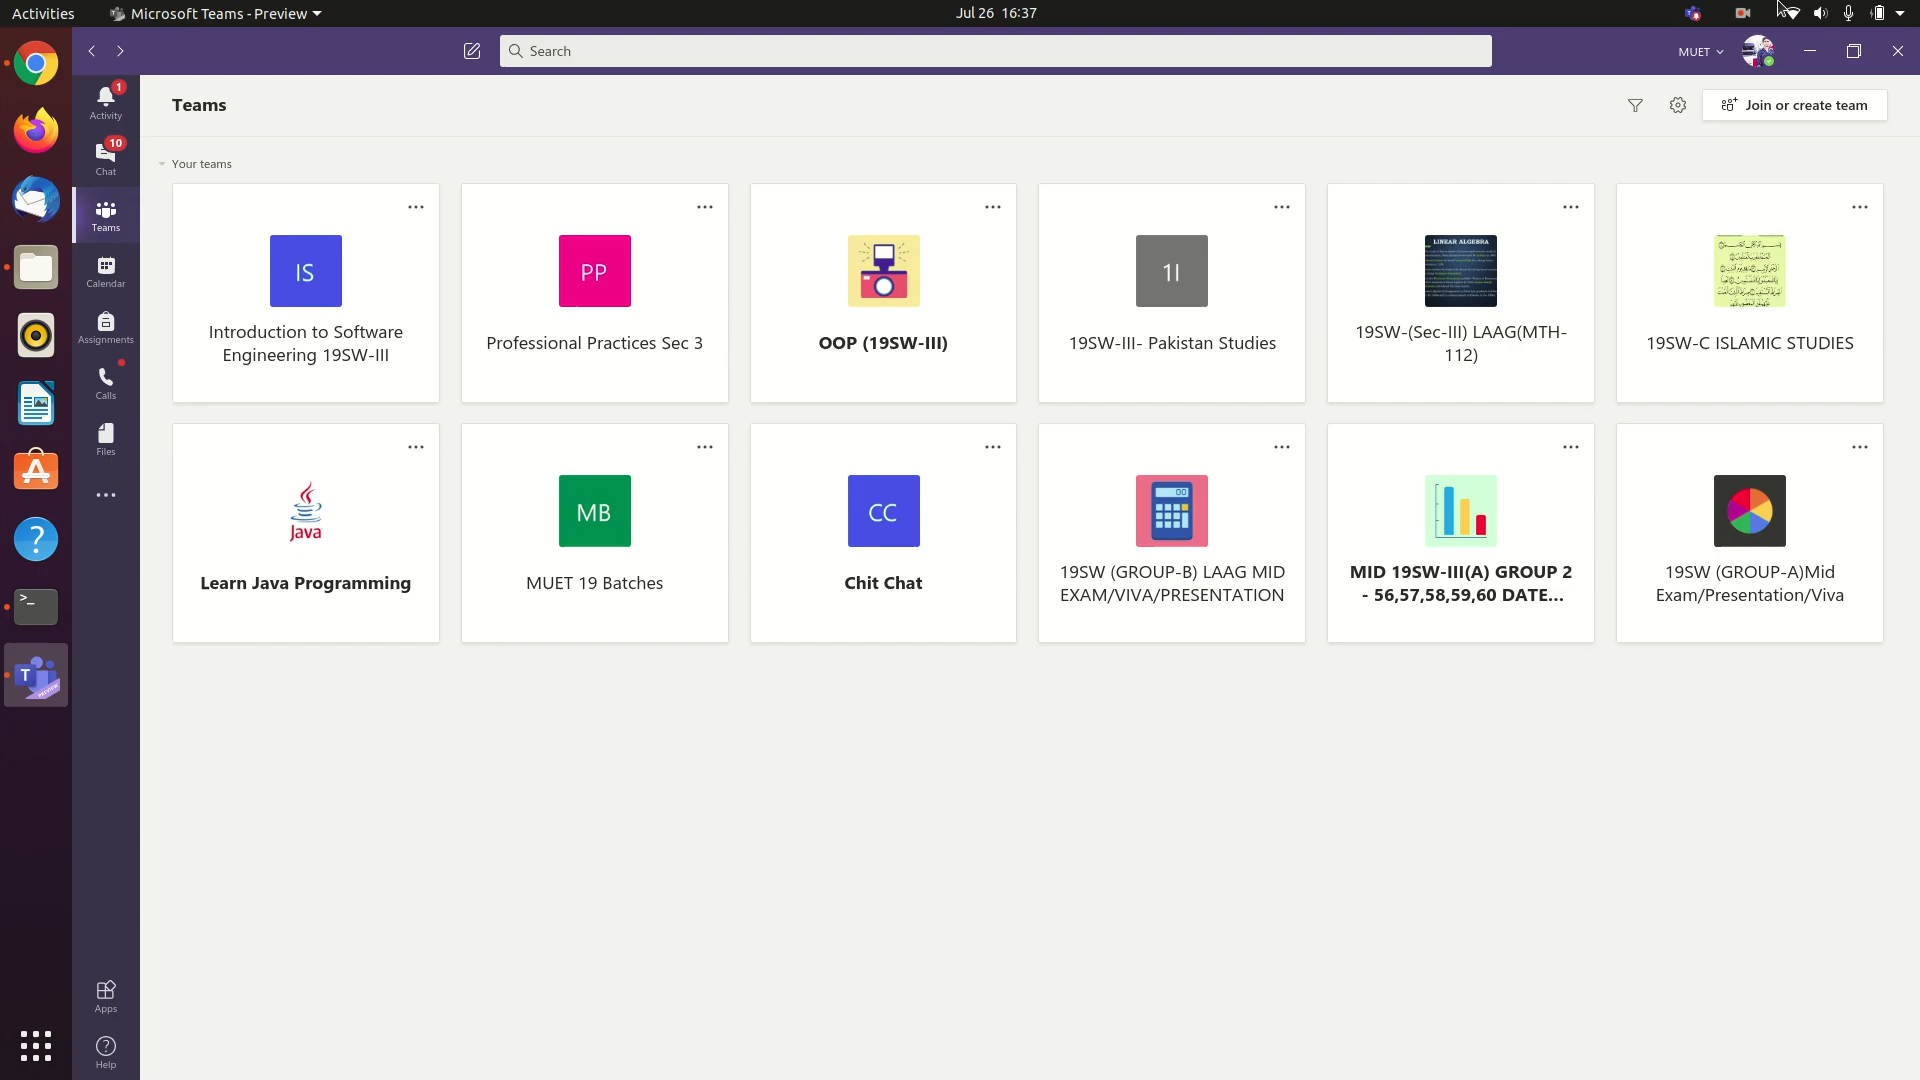 Activities
Microsoft Teams - Preview
Jul 26 16:37
Search
MUET
1
Activity
10
Chat
Teams
Calendar
Assignments
Calls
Files
Apps
Help
Teams
Join or create team
Your teams
IS
Introduction to Software
Engineering 19SW-III
PP
Professional Practices Sec 3
OOP (19SW-III)
1I
19SW-III- Pakistan Studies
LINEAR ALGEBRA
19SW-(Sec-III) LAAG(MTH-
112)
19SW-C ISLAMIC STUDIES
Java
Learn Java Programming
MB
MUET 19 Batches
CC
Chit Chat
19SW (GROUP-B) LAAG MID
EXAM/VIVA/PRESENTATION
MID 19SW-III(A) GROUP 2
- 56,57,58,59,60 DATE...
19SW (GROUP-A)Mid
Exam/Presentation/Viva